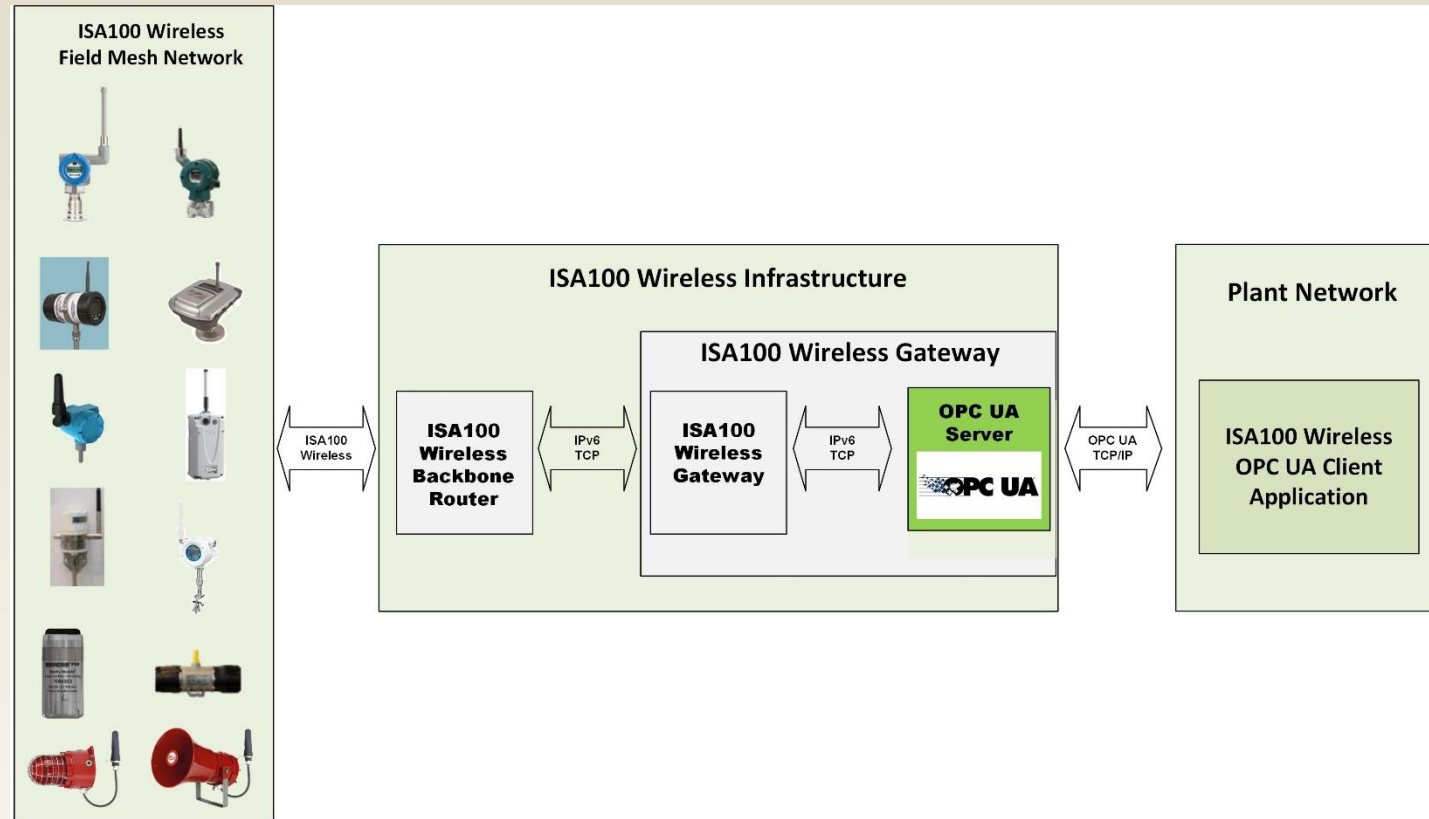 ISA100 Wireless
Field Mesh Network
ISA100 Wireless Infrastructure
ISA100 Wireless Gateway
ISA100
Wireless
ISA100
Wireless
Backbone
Router
IPv6
TCP
ISA100
Wireless
Gateway
IPv6
TCP
OPC UA
Server
OPC UA
OPC UA
TCP/IP
Plant Network
ISA100 Wireless
OPC UA Client
Application